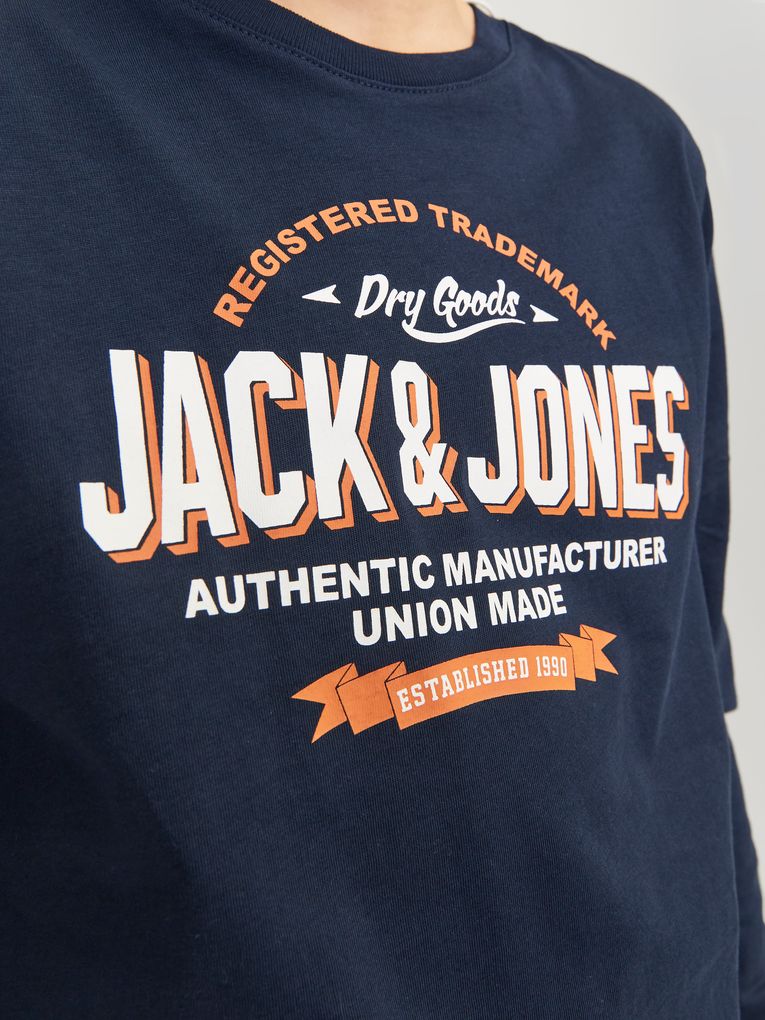 REGISTERED TRADEMARK
Dry Goods
JACK & JONES
AUTHENTIC MANUFACTURER
UNION MADE
ESTABLISHED 1990